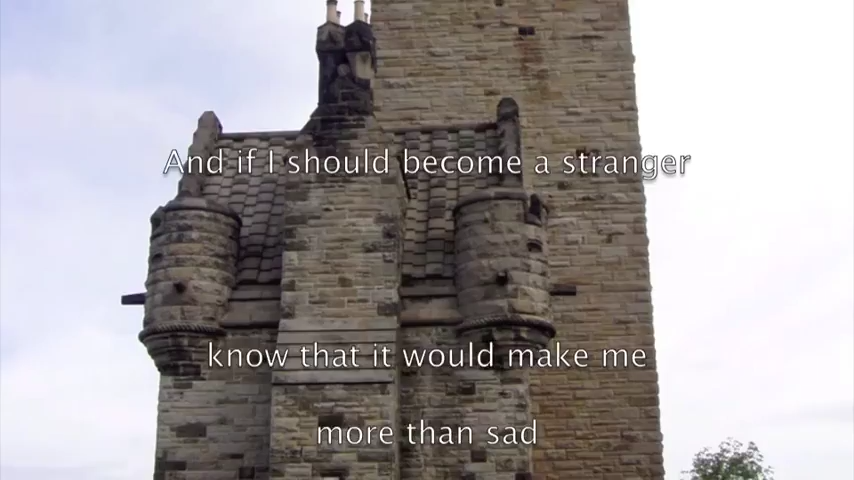 And if I should become a stranger
know that it would make me
more than sad